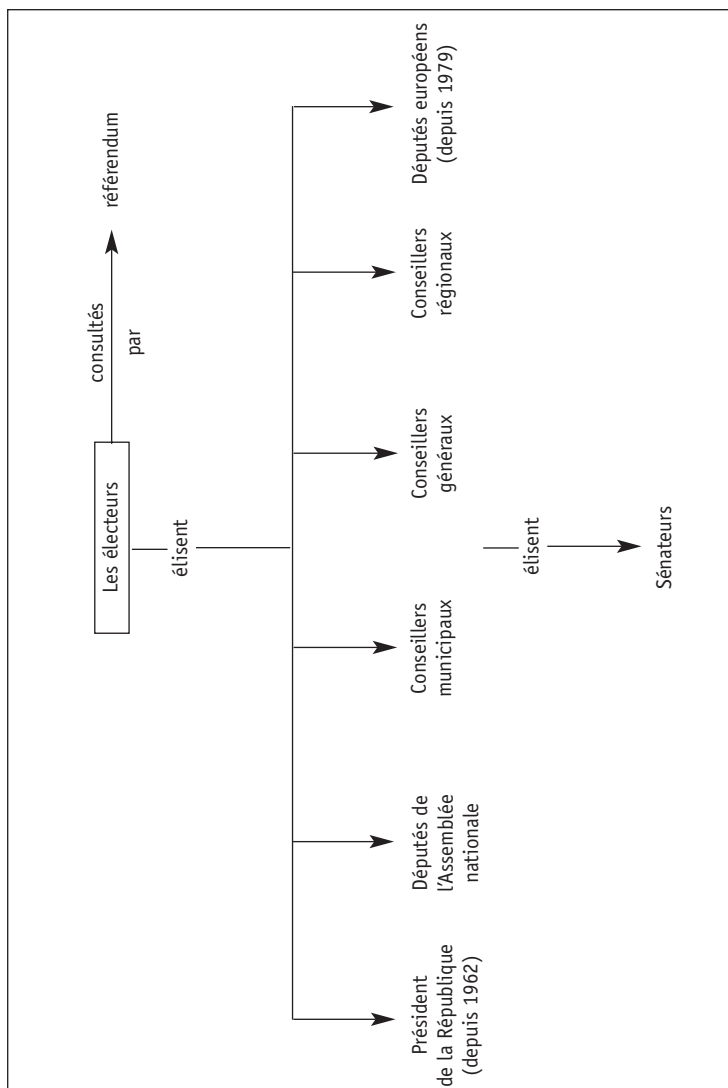 Les électeurs
consultés
par
référendum
élisent
Président
de la République
(depuis 1962)
Députés de
l'Assemblée
nationale
Conseillers
municipaux
Conseillers
généraux
Conseillers
régionaux
Députés européens
(depuis 1979)
élisent
Sénateurs